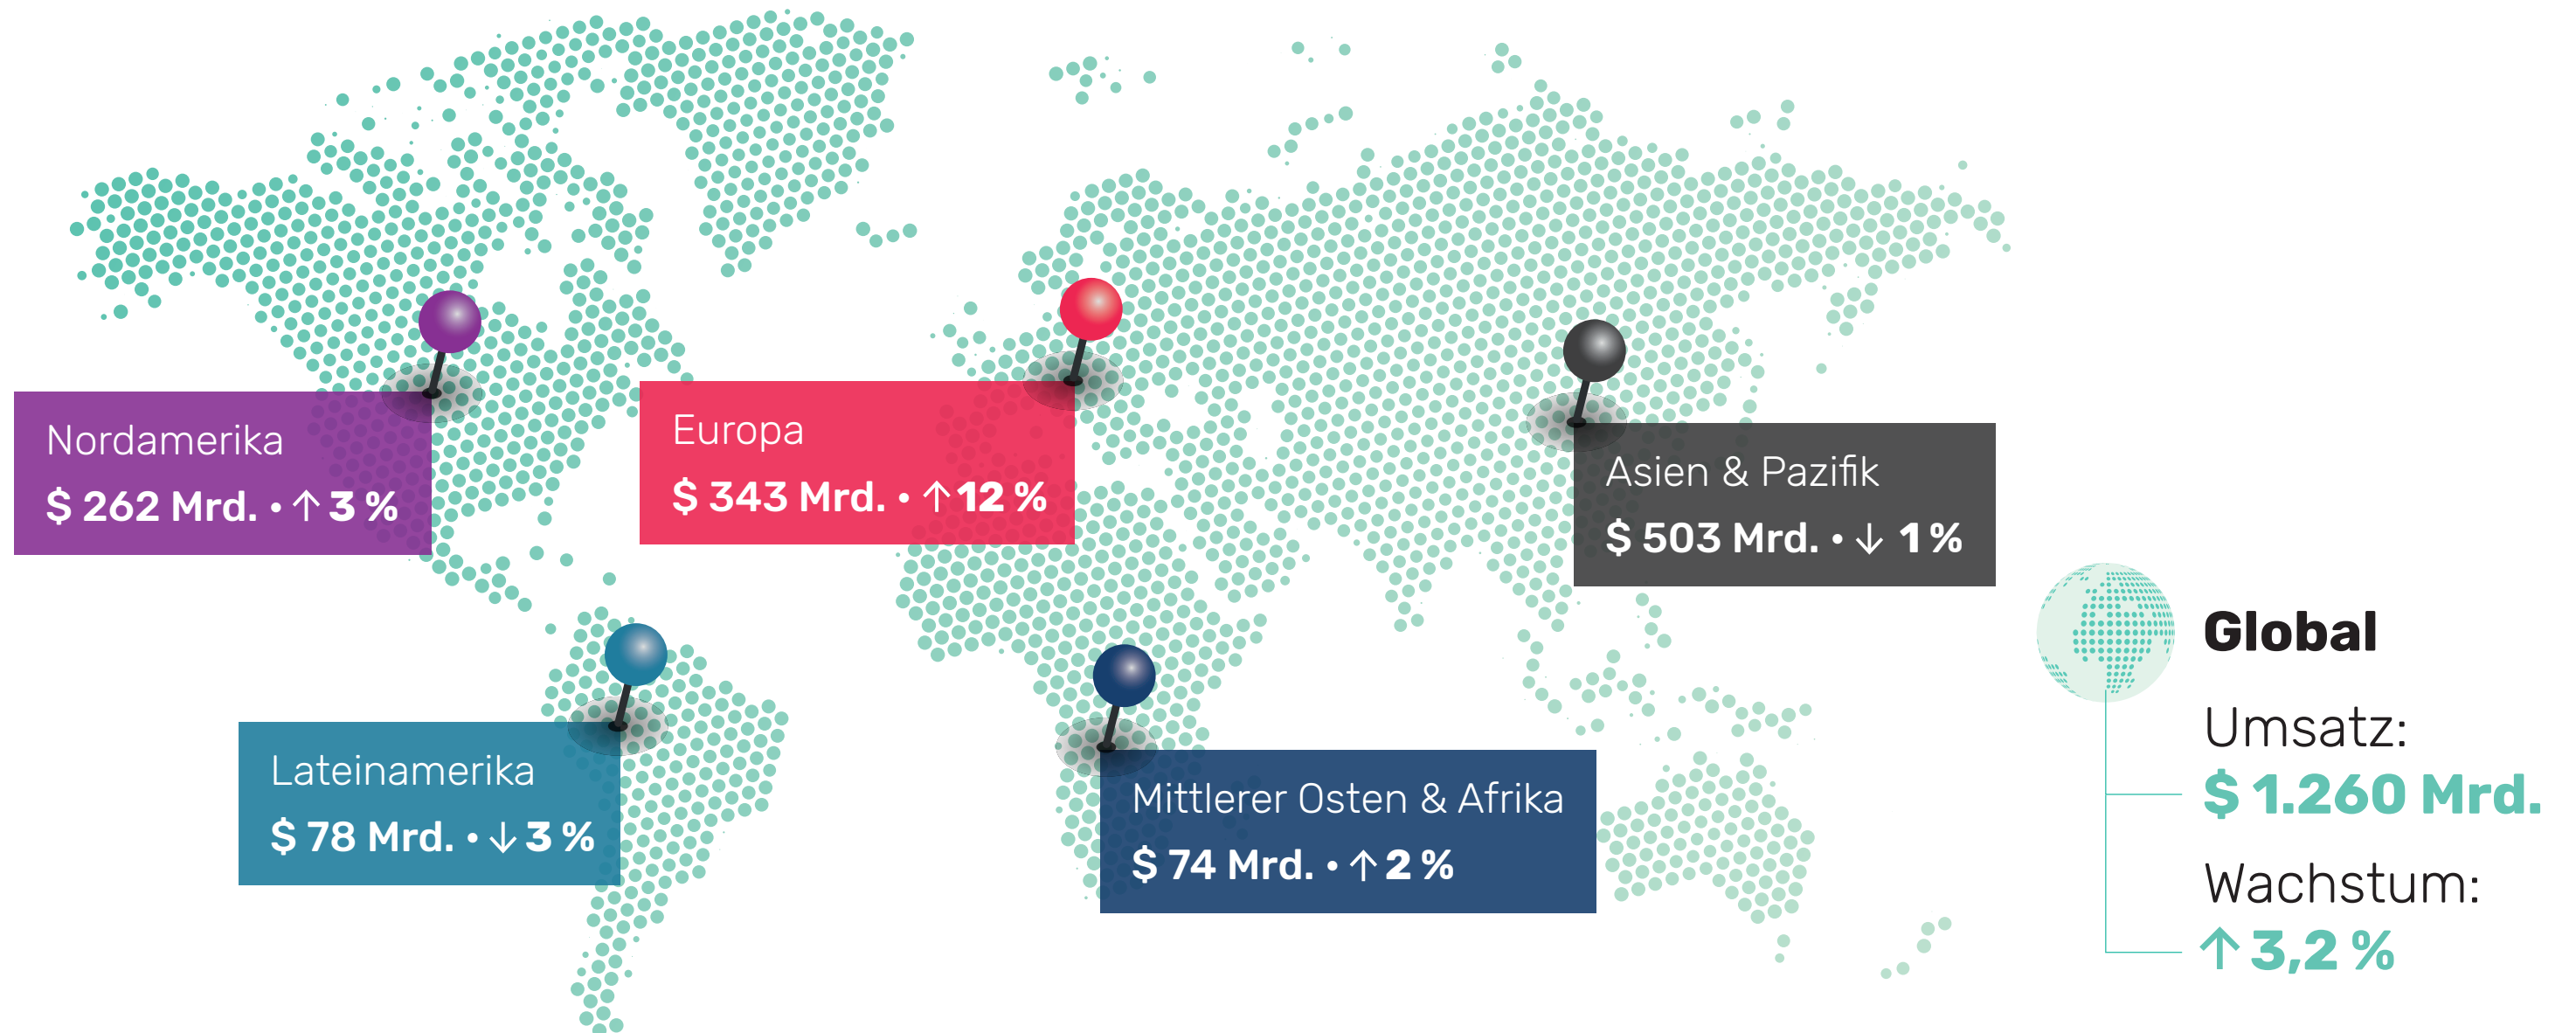 Nordamerika
$ 262 Mrd. • ↑ 3 %
Europa
$ 343 Mrd. • ↑ 12 %
Asien & Pazifik
$ 503 Mrd. • ↓ 1 %
Lateinamerika
$ 78 Mrd. • ↓ 3 %
Mittlerer Osten & Afrika
$ 74 Mrd. • ↑ 2 %
Global
Umsatz:
$ 1.260 Mrd.
Wachstum:
↑ 3,2 %